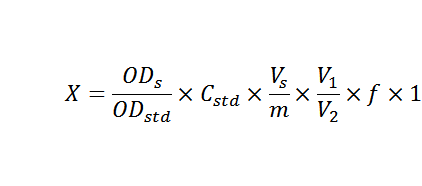 X = OD_s / OD_std × C_std × V_s / m × V_1 / V_2 × f × 1